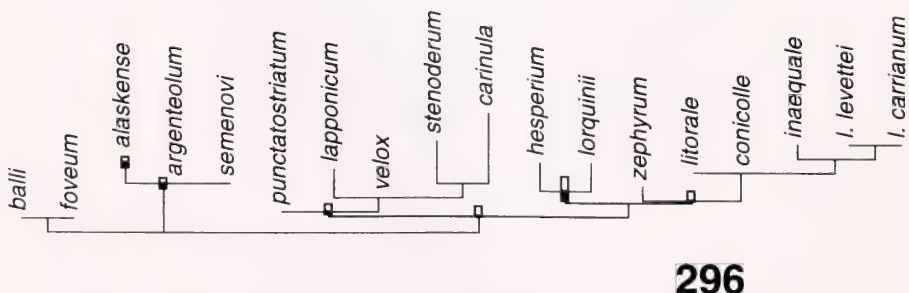 balli
foveum
alaskense
argenteolum
semenovi
punctatostriatum
lapponicum
velox
stenoderum
carinula
hesperium
lorquinii
zephyrum
litorale
conicolle
inaequale
l. levettei
l. carrianum
296